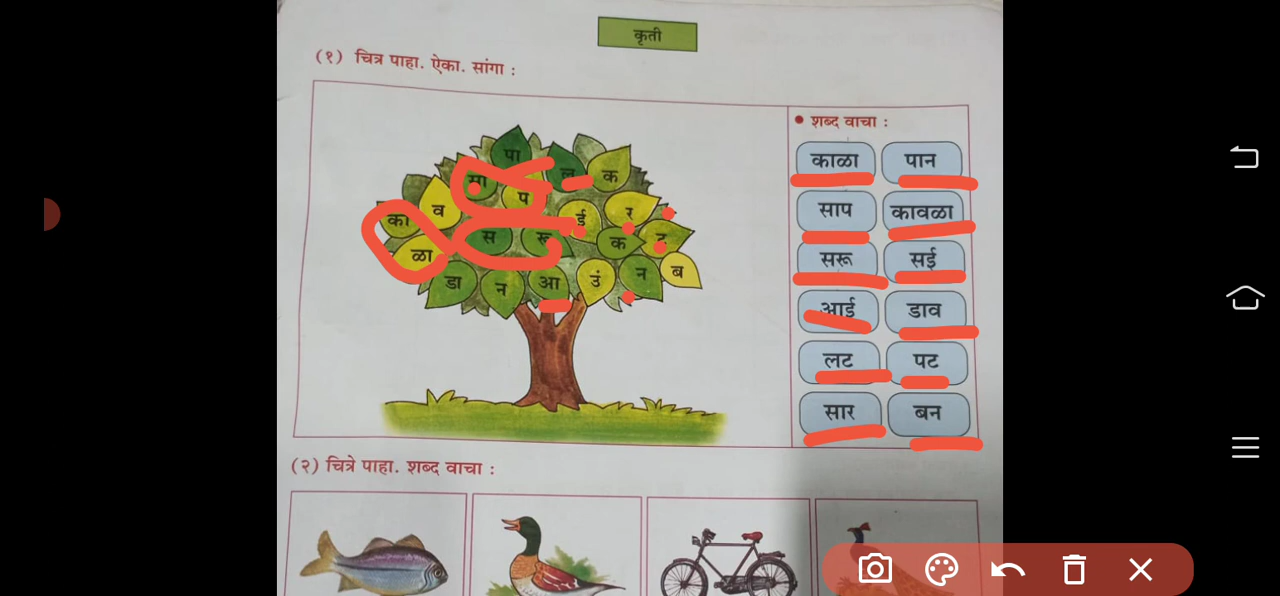 कृती
(१) चित्र पाहा. ऐका. सांगा :
पा
ल
क
सा
प
व
का
ई
र
स
रू
क
ट
ळा
डा
न
आ
उं
न
ब
• शब्द वाचा :
काळा पान
साप कावळा
सरू सई
आई डाव
लट पट
सार बन
(२) चित्रे पाहा. शब्द वाचा :